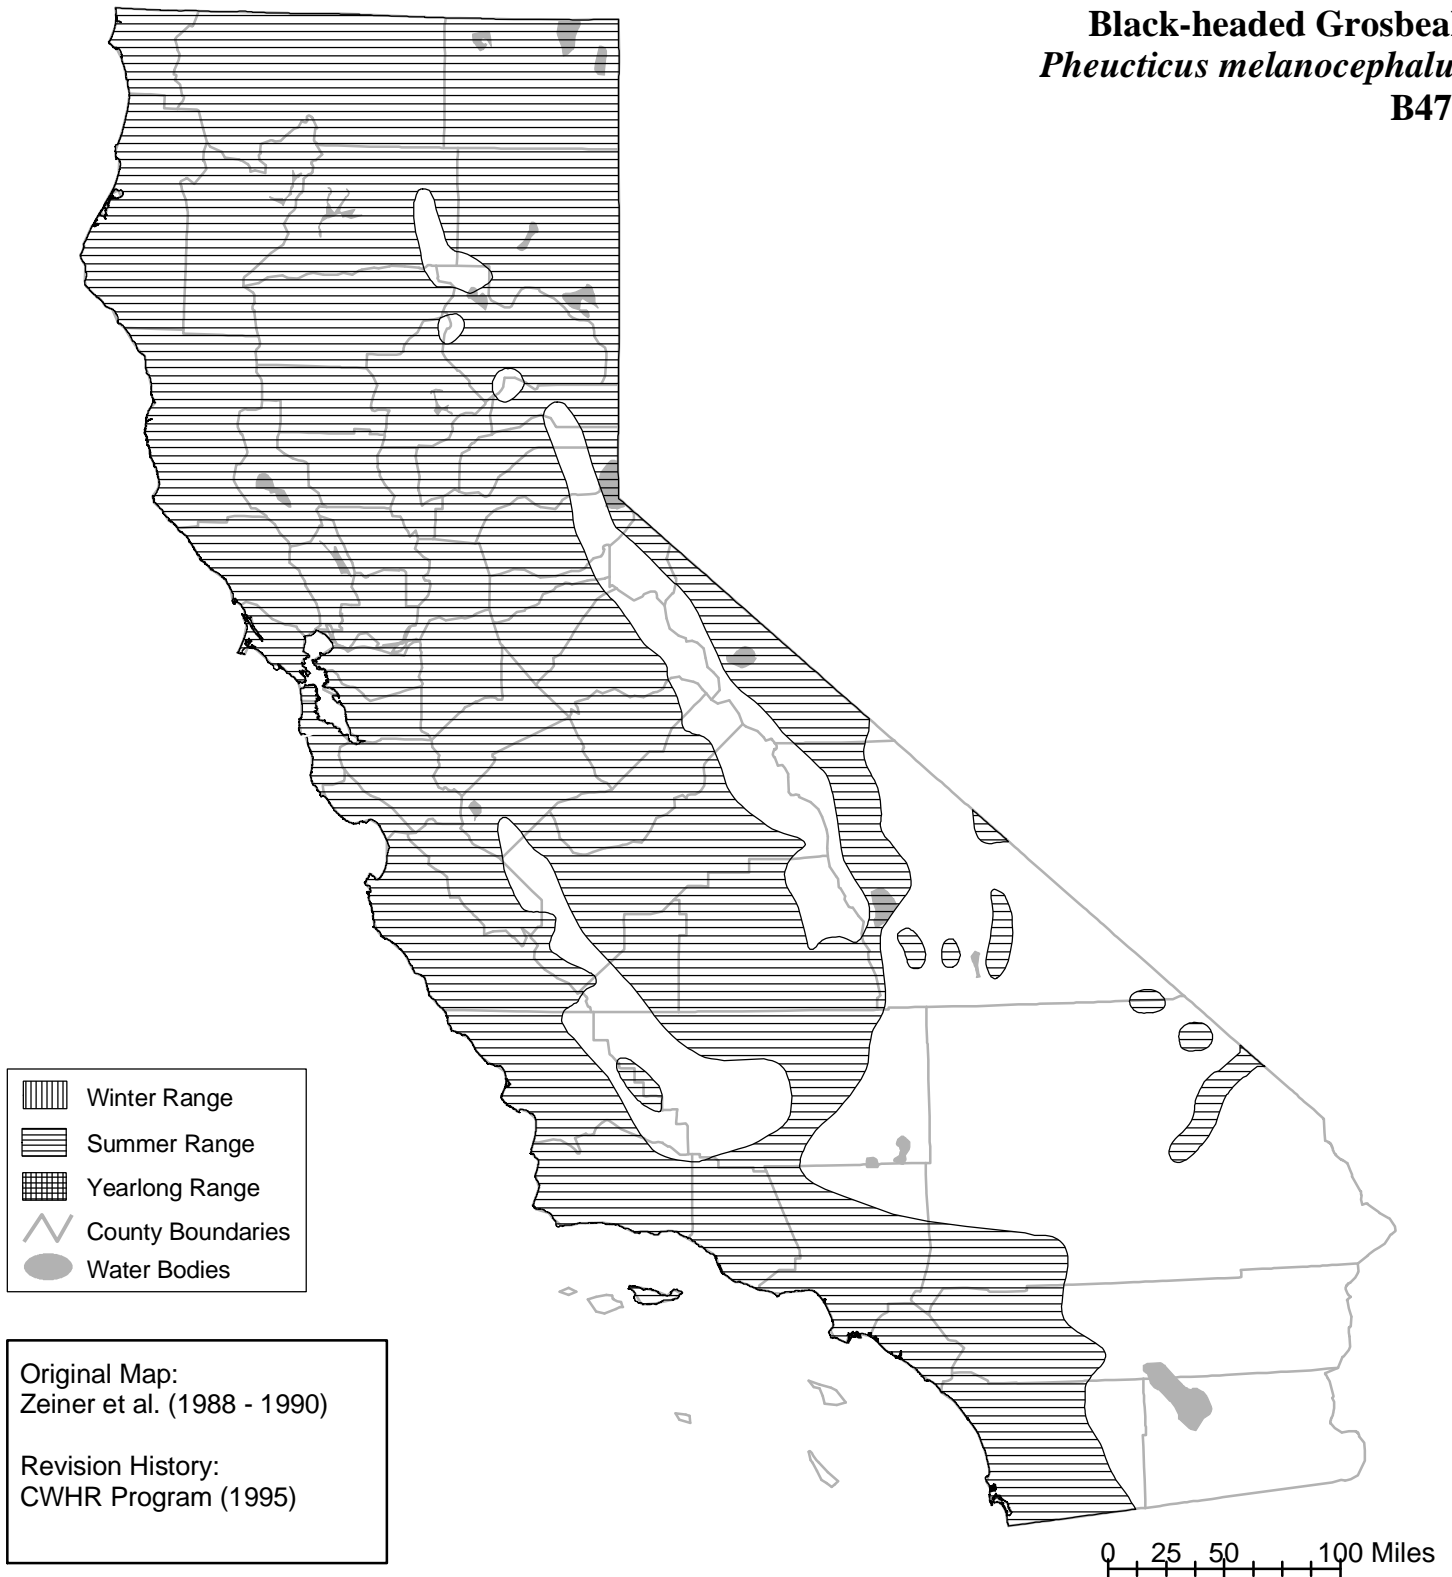 Black-headed Grosbea
Pheucticus melanocephalu
B47
Winter Range
Summer Range
Yearlong Range
County Boundaries
Water Bodies
Original Map:
Zeiner et al. (1988 - 1990)
Revision History:
CWHR Program (1995)
0 25 50 100 Miles